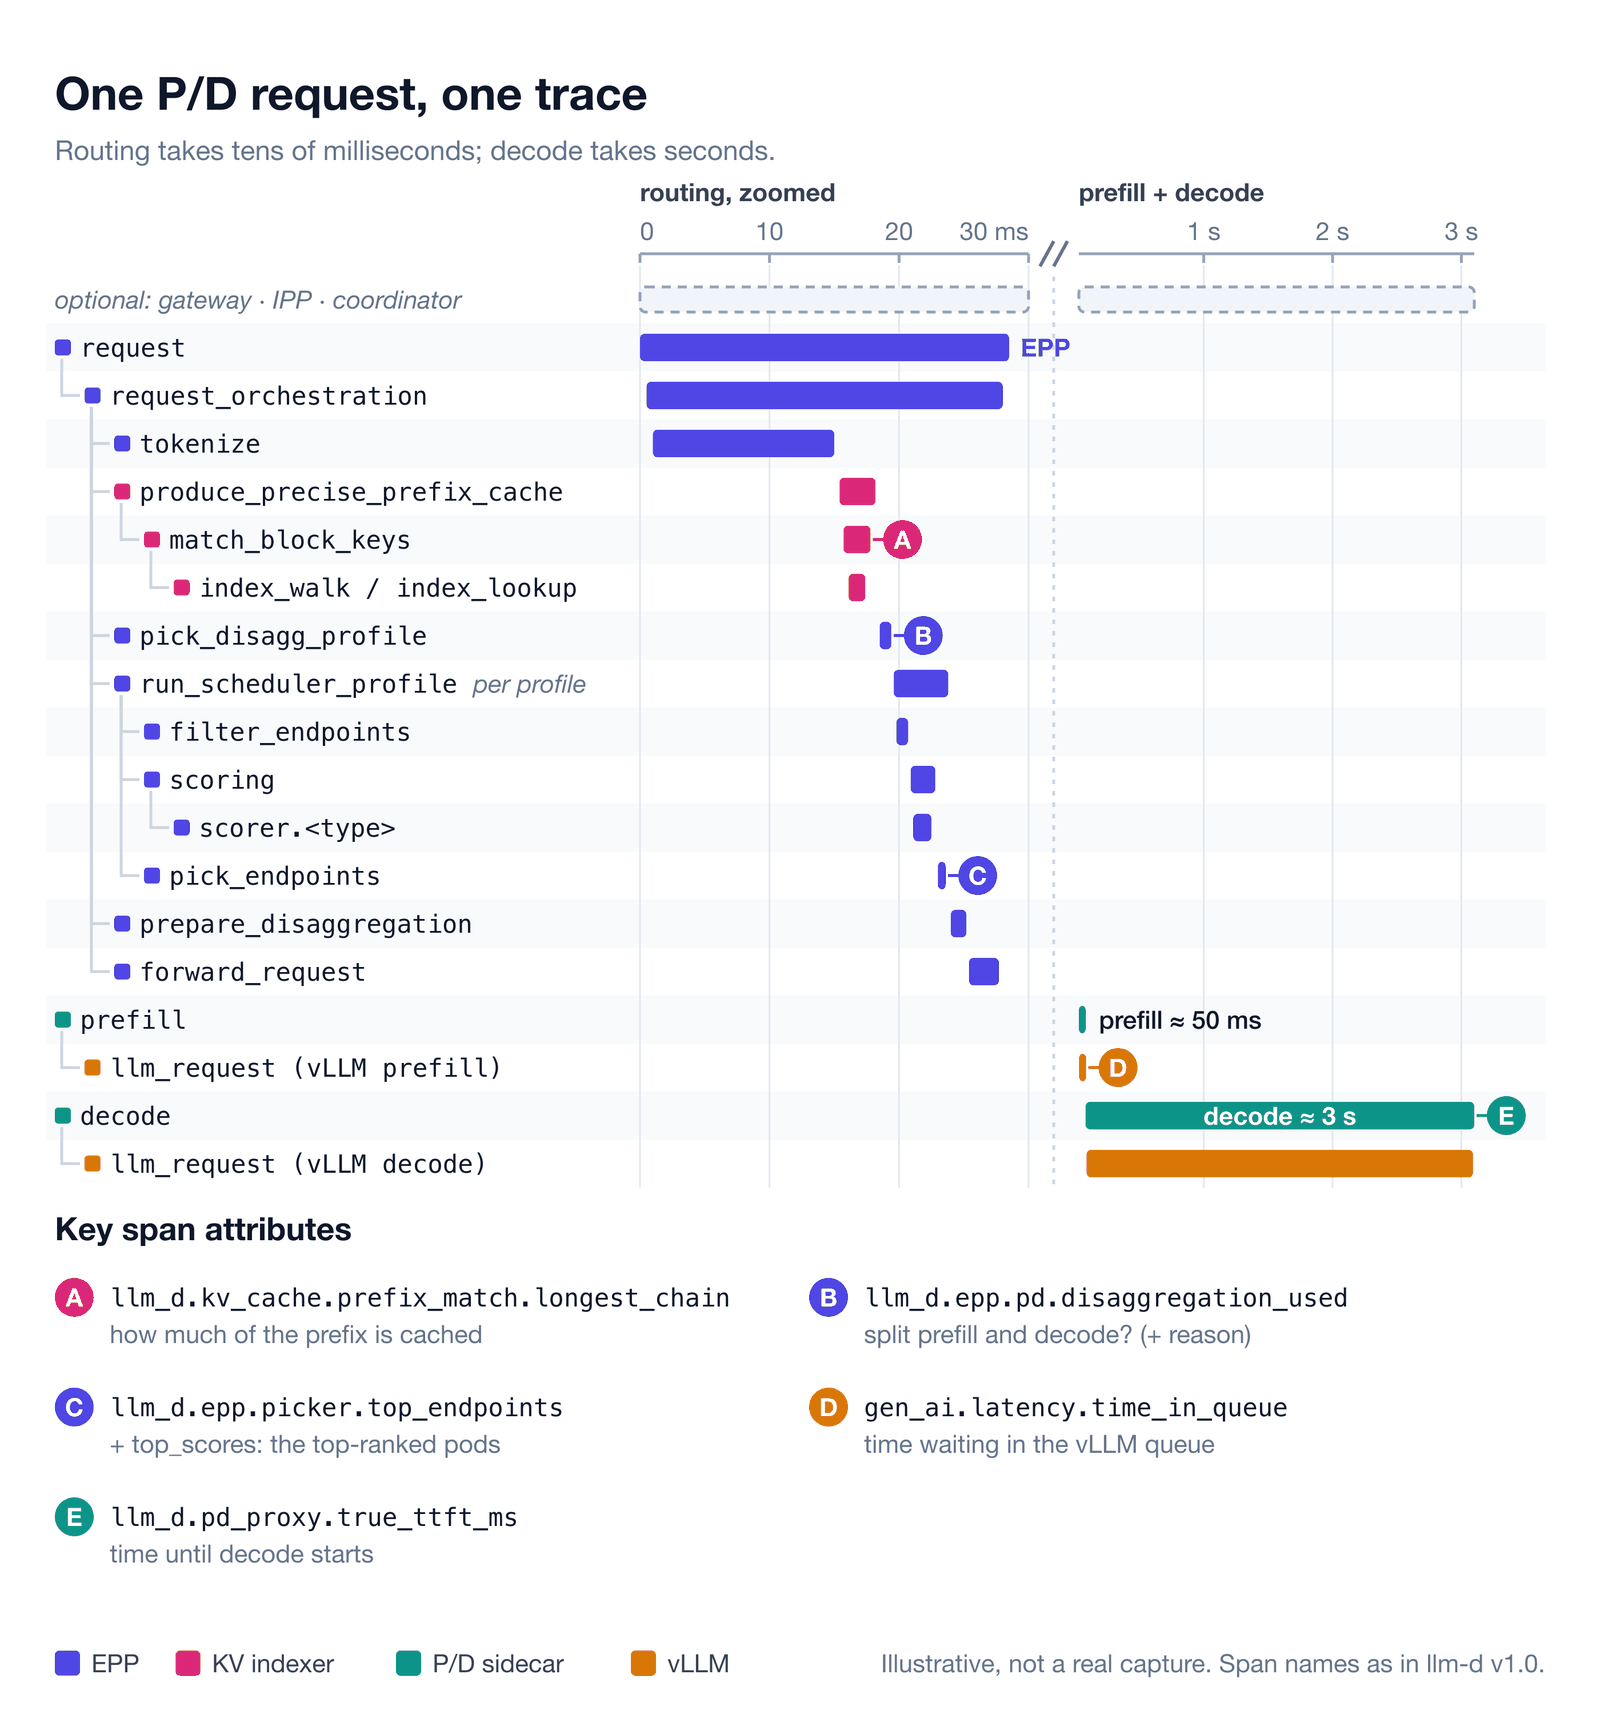 One P/D request, one trace
Routing takes tens of milliseconds; decode takes seconds.
routing, zoomed
prefill + decode
0 10 20 30 ms 1 s 2 s 3 s
optional: gateway · IPP · coordinator
request EPP
request_orchestration
tokenize
produce_precise_prefix_cache
match_block_keys A
index_walk / index_lookup
pick_disagg_profile B
run_scheduler_profile per profile
filter_endpoints
scoring
scorer.<type>
pick_endpoints C
prepare_disaggregation
forward_request
prefill prefill ≈ 50 ms
llm_request (vLLM prefill) D
decode decode ≈ 3 s E
llm_request (vLLM decode)
Key span attributes
A llm_d.kv_cache.prefix_match.longest_chain
how much of the prefix is cached
B llm_d.epp.pd.disaggregation_used
split prefill and decode? (+ reason)
C llm_d.epp.picker.top_endpoints
+ top_scores: the top-ranked pods
D gen_ai.latency.time_in_queue
time waiting in the vLLM queue
E llm_d.pd_proxy.true_ttft_ms
time until decode starts
EPP KV indexer P/D sidecar vLLM
Illustrative, not a real capture. Span names as in llm-d v1.0.